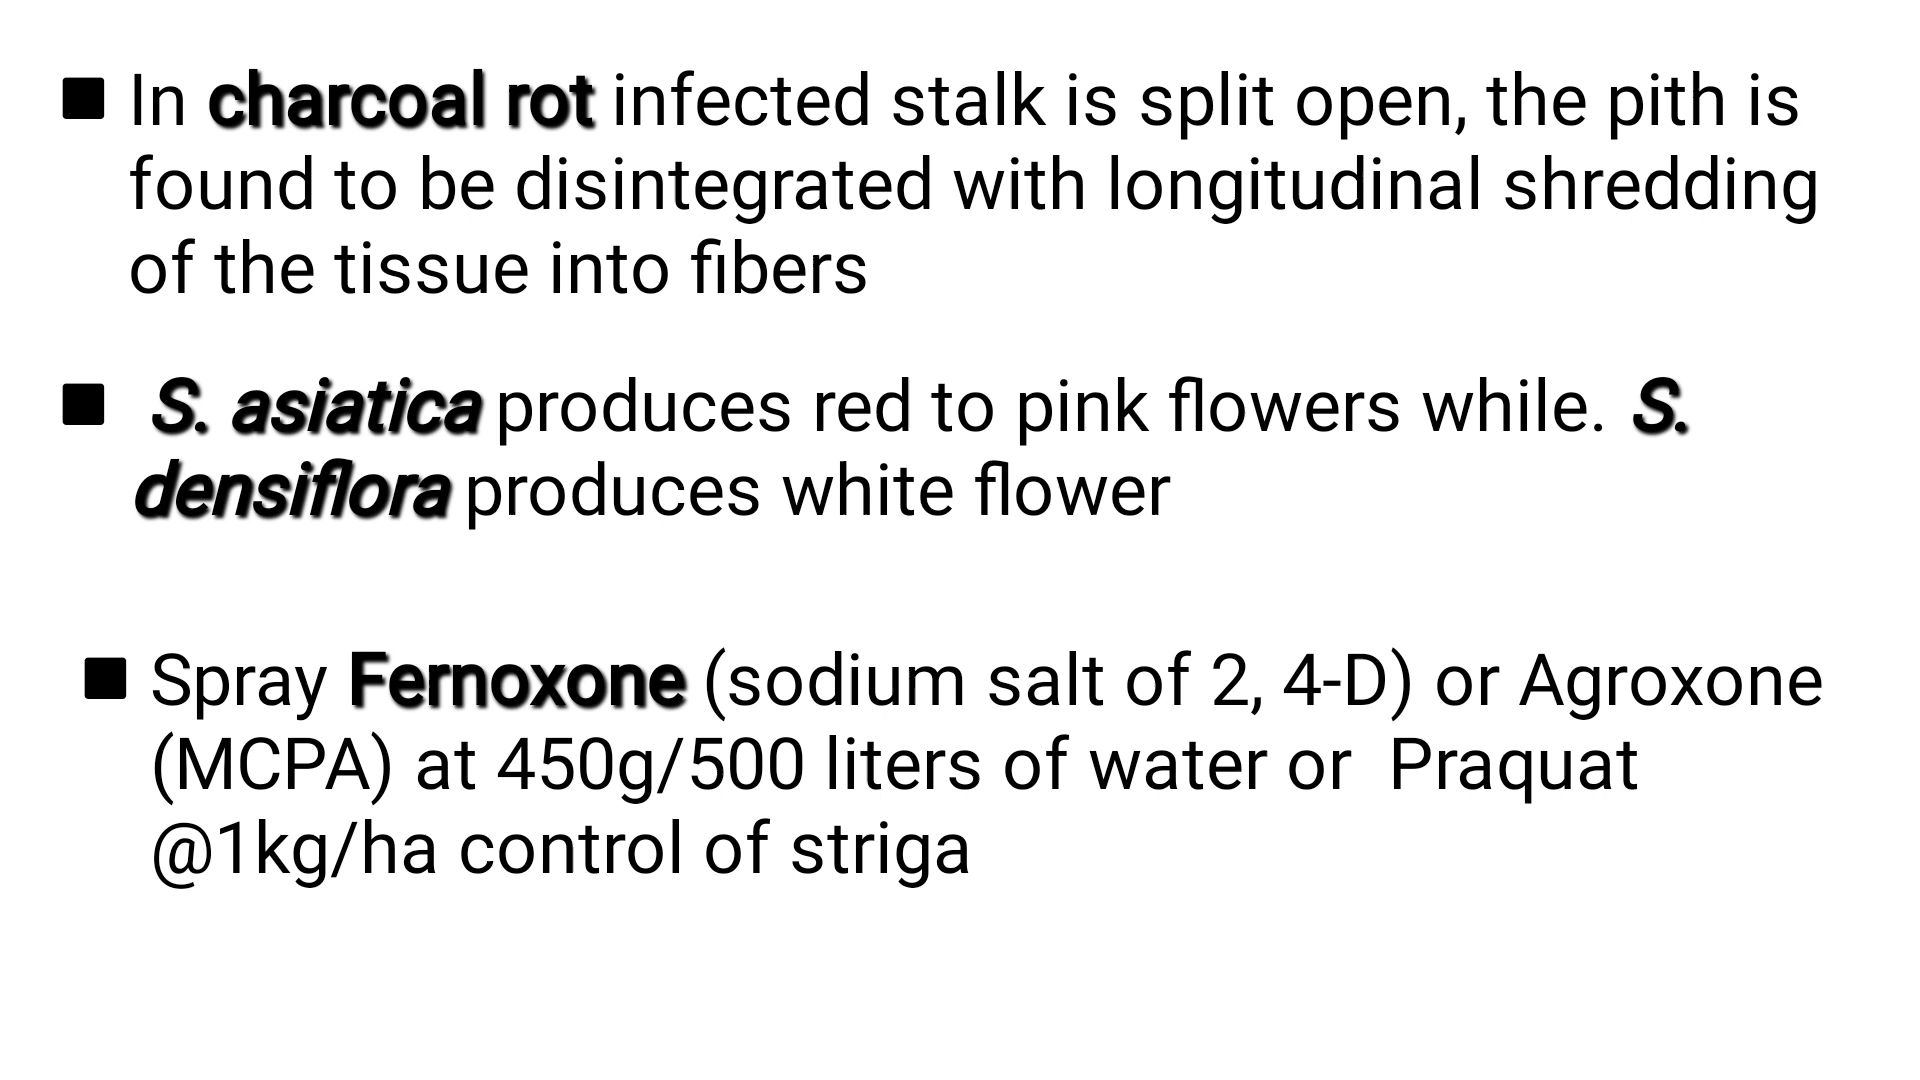 ■ In charcoal rot infected stalk is split open, the pith is
found to be disintegrated with longitudinal shredding
of the tissue into fibers
■ S. asiatica produces red to pink flowers while. S.
densiflora produces white flower
■ Spray Fernoxone (sodium salt of 2, 4-D) or Agroxone
(MCPA) at 450g/500 liters of water or  Praquat
@1kg/ha control of striga